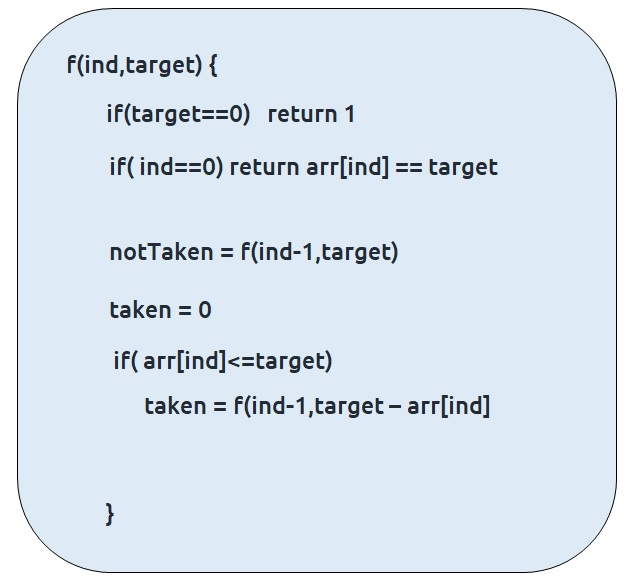 f(ind,target) {
if(target==0) return 1
if( ind==0) return arr[ind] == target
notTaken = f(ind-1,target)
taken = 0
if( arr[ind]<=target)
taken = f(ind-1,target – arr[ind]
}